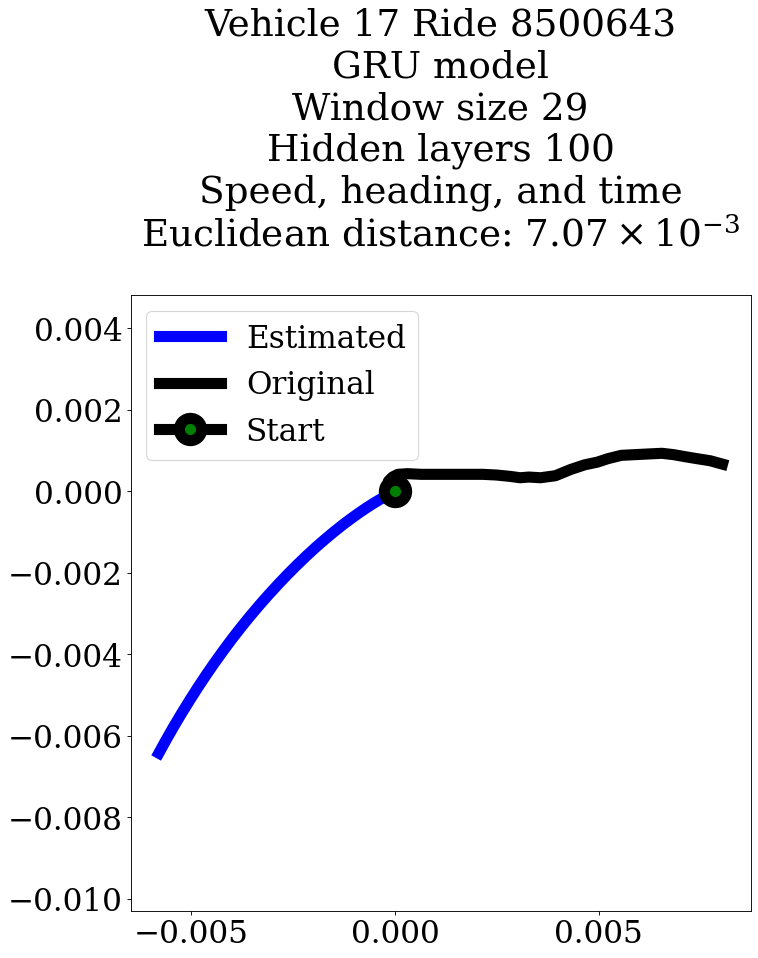 Vehicle 17 Ride 8500643
GRU model
Window size 29
Hidden layers 100
Speed, heading, and time
Euclidean distance: 7.07 × 10⁻³
Estimated
Original
Start
0.004
0.002
0.000
−0.002
−0.004
−0.006
−0.008
−0.010
−0.005 0.000 0.005